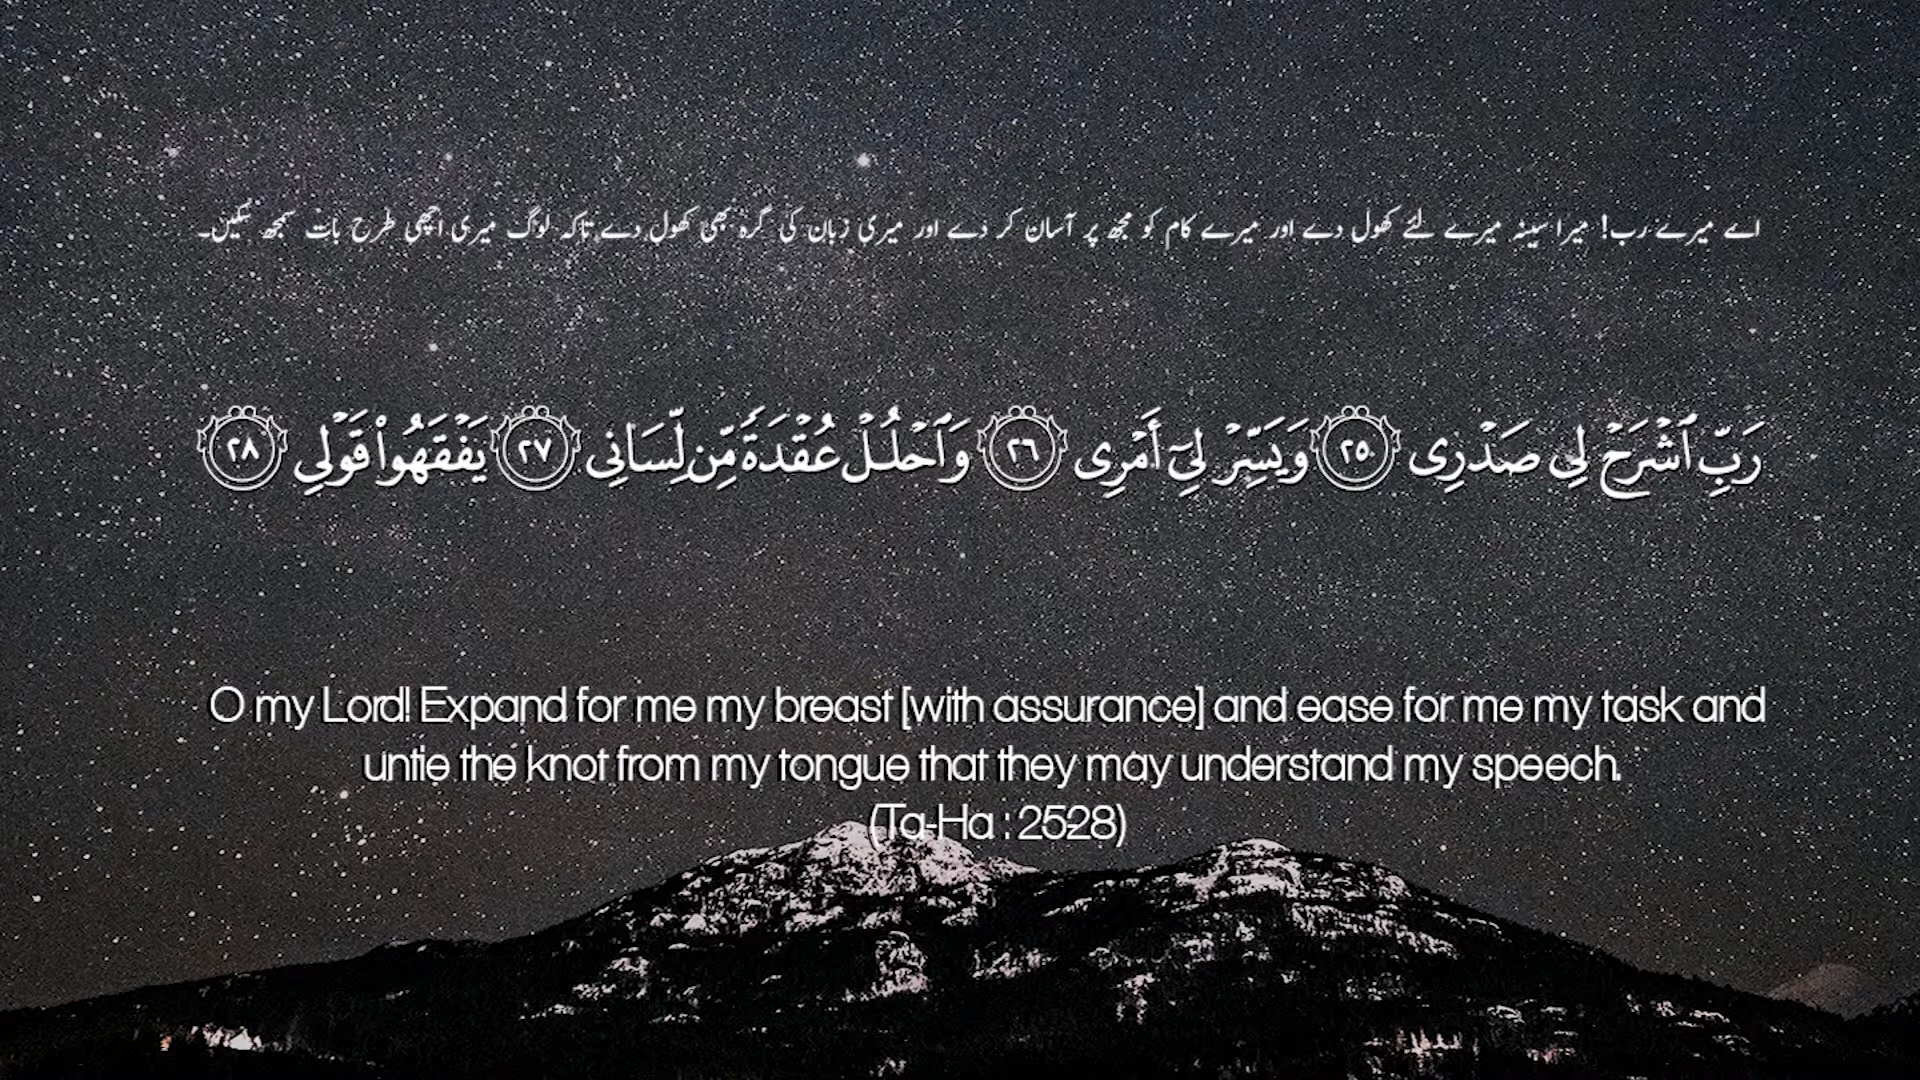 اے میرے رب! میرا سینہ میرے لئے کھول دے اور میرے کام کو مجھ پر آسان کر دے اور میری زبان کی گرہ بھی کھول دے تاکہ لوگ میری اچھی طرح بات سمجھ سکیں۔
رَبِّ ٱشْرَحْ لِى صَدْرِى ٢٥ وَيَسِّرْ لِىٓ أَمْرِى ٢٦ وَٱحْلُلْ عُقْدَةً مِّن لِّسَانِى ٢٧ يَفْقَهُوا۟ قَوْلِى ٢٨
O my Lord! Expand for me my breast [with assurance] and ease for me my task and
untie the knot from my tongue that they may understand my speech.
(Ta-Ha : 25-28)